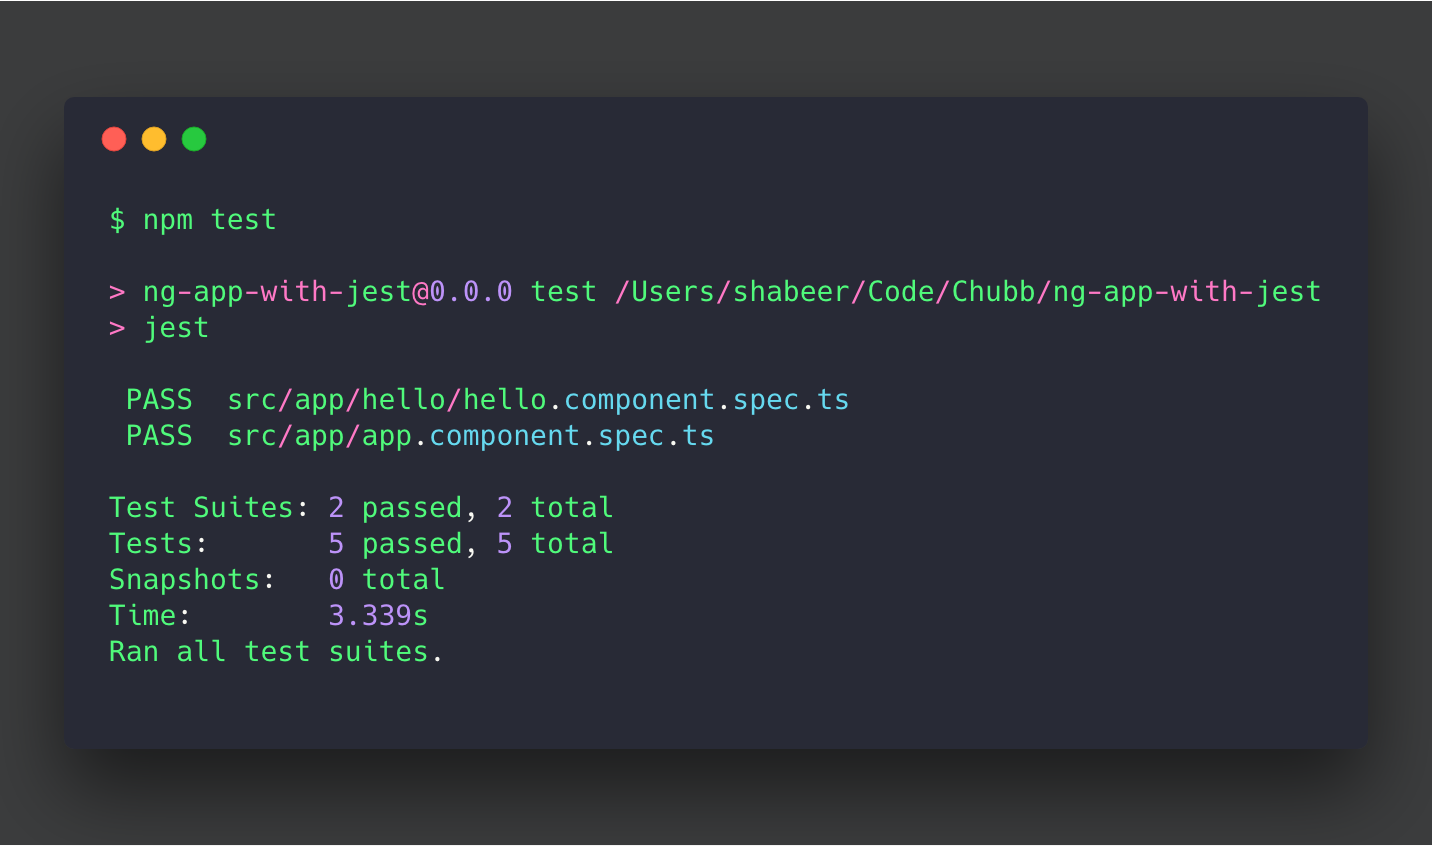 $ npm test
> ng-app-with-jest@0.0.0 test /Users/shabeer/Code/Chubb/ng-app-with-jest
> jest
PASS  src/app/hello/hello.component.spec.ts
PASS  src/app/app.component.spec.ts
Test Suites: 2 passed, 2 total
Tests:       5 passed, 5 total
Snapshots:   0 total
Time:        3.339s
Ran all test suites.